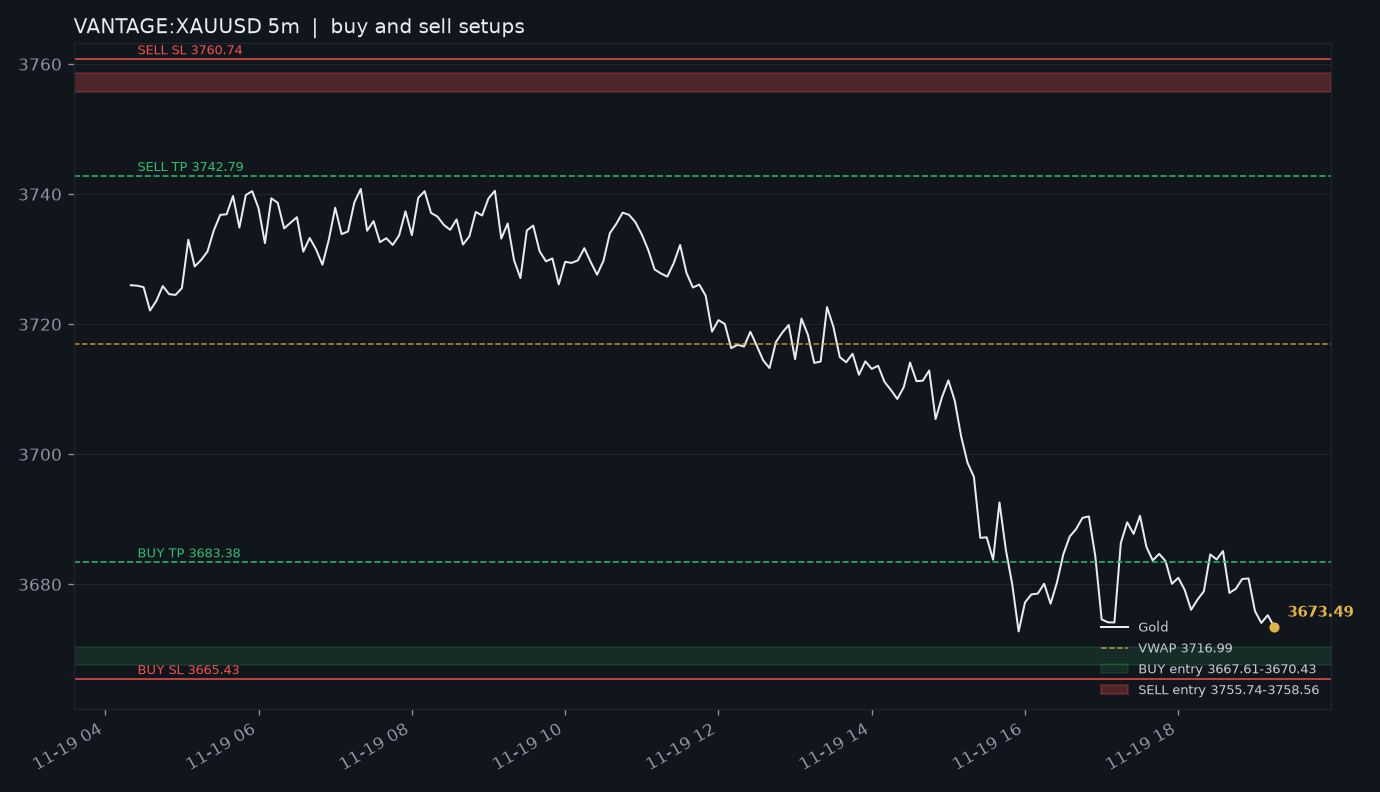 VANTAGE:XAUUSD 5m | buy and sell setups
SELL SL 3760.74
3760
SELL TP 3742.79
3740
3720
3700
BUY TP 3683.38
3680
3673.49
Gold
VWAP 3716.99
BUY entry 3667.61-3670.43
SELL entry 3755.74-3758.56
BUY SL 3665.43
11-19 04
11-19 06
11-19 08
11-19 10
11-19 12
11-19 14
11-19 16
11-19 18